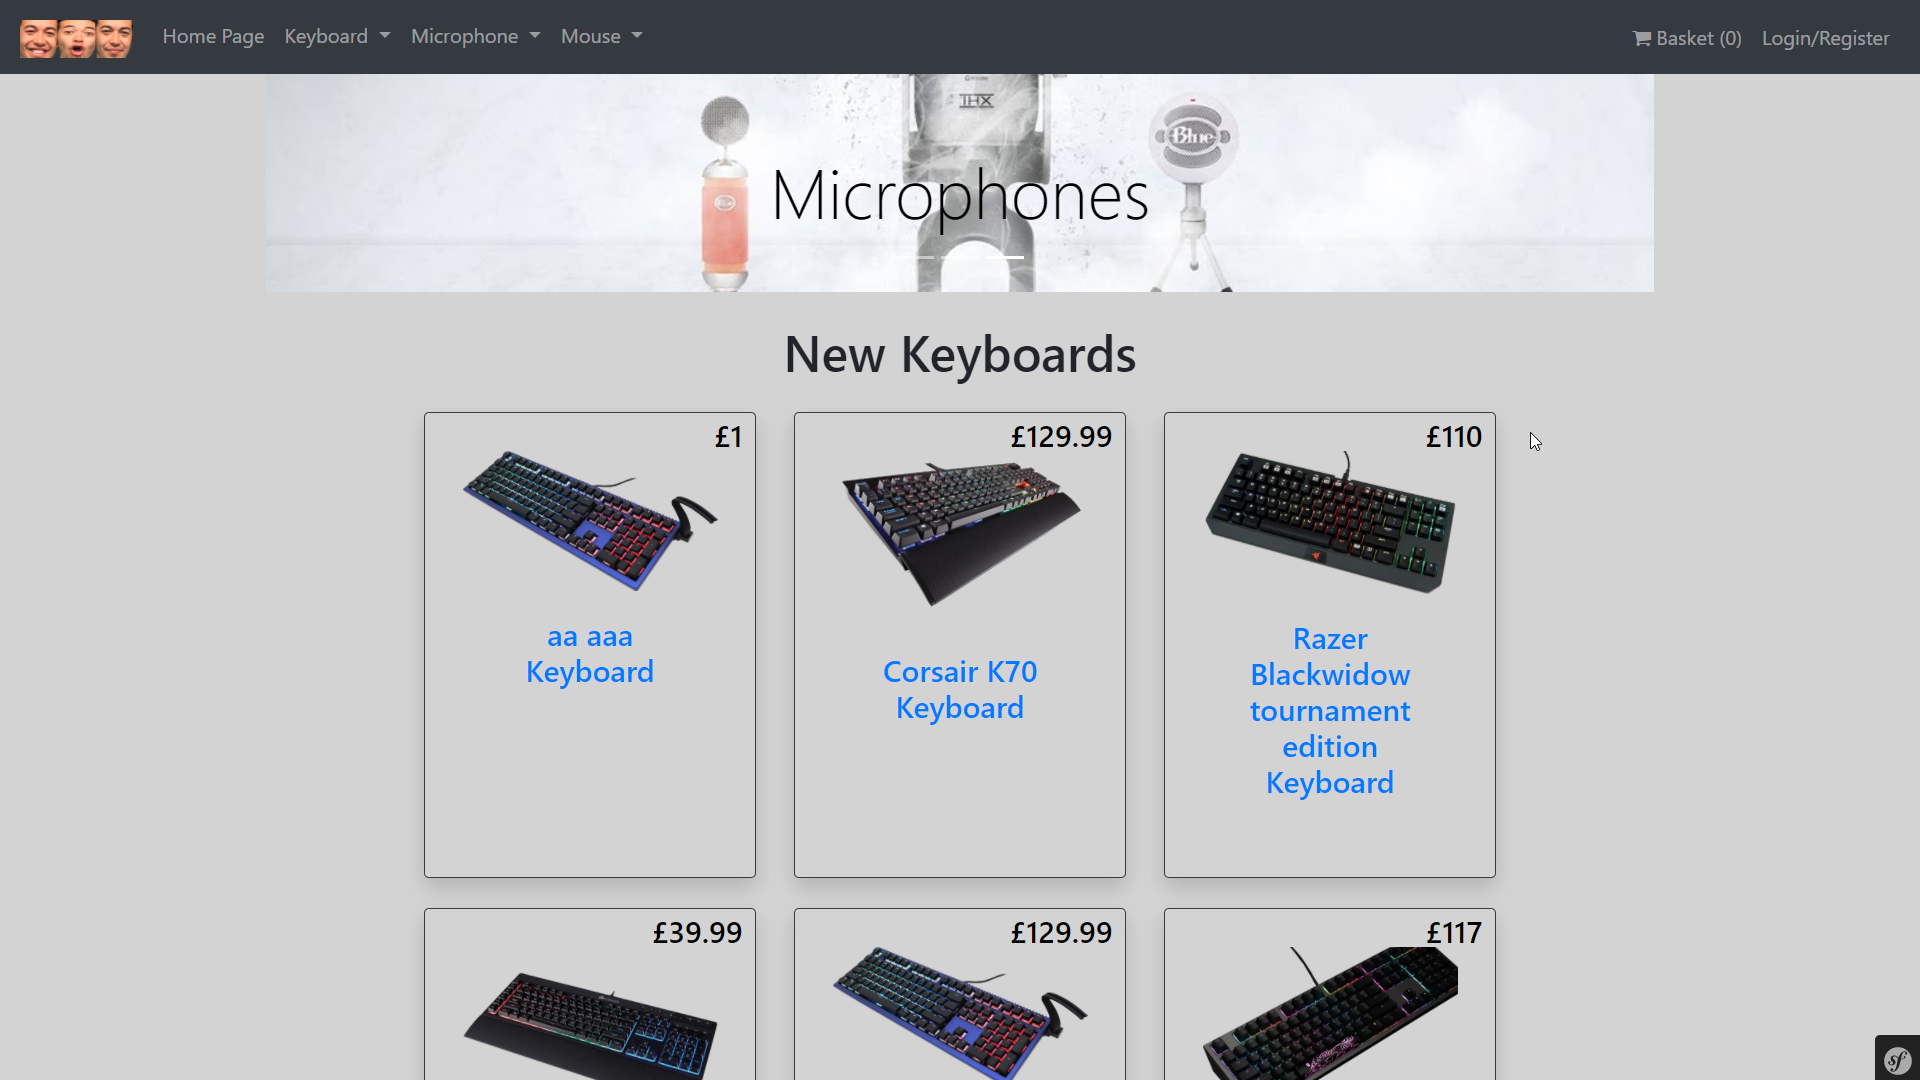 Home Page
Keyboard
Microphone
Mouse
Basket (0)
Login/Register
THX
Blue
Microphones
New Keyboards
£1
£129.99
£110
aa aaa
Keyboard
Corsair K70
Keyboard
Razer
Blackwidow
tournament
edition
Keyboard
£39.99
£129.99
£117
sf